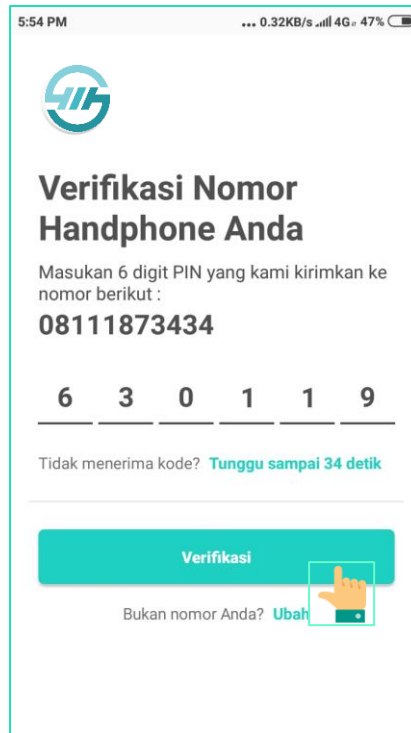 5:54 PM ... 0.32KB/s 4G 47%
Verifikasi Nomor
Handphone Anda
Masukan 6 digit PIN yang kami kirimkan ke
nomor berikut :
08111873434
6 3 0 1 1 9
Tidak menerima kode? Tunggu sampai 34 detik
Verifikasi
Bukan nomor Anda? Ubah